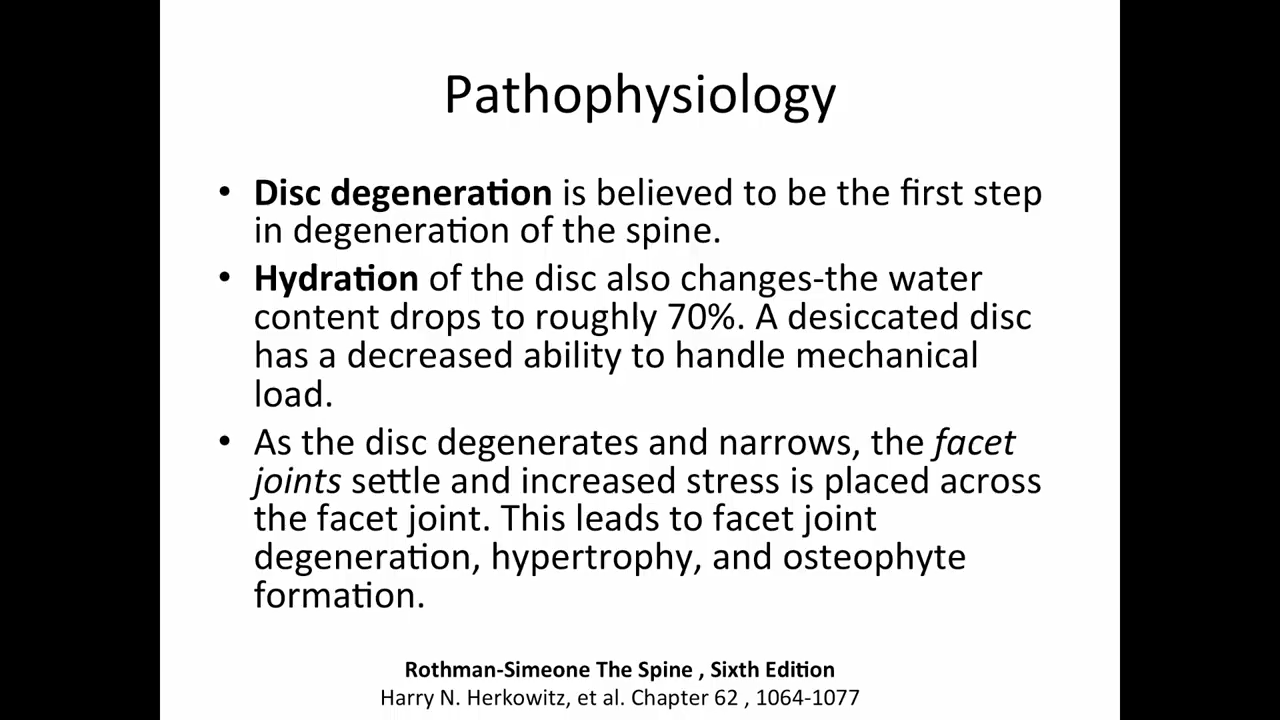 Pathophysiology
• Disc degeneration is believed to be the first step
in degeneration of the spine.
• Hydration of the disc also changes-the water
content drops to roughly 70%. A desiccated disc
has a decreased ability to handle mechanical
load.
• As the disc degenerates and narrows, the facet
joints settle and increased stress is placed across
the facet joint. This leads to facet joint
degeneration, hypertrophy, and osteophyte
formation.
Rothman-Simeone The Spine , Sixth Edition
Harry N. Herkowitz, et al. Chapter 62 , 1064-1077